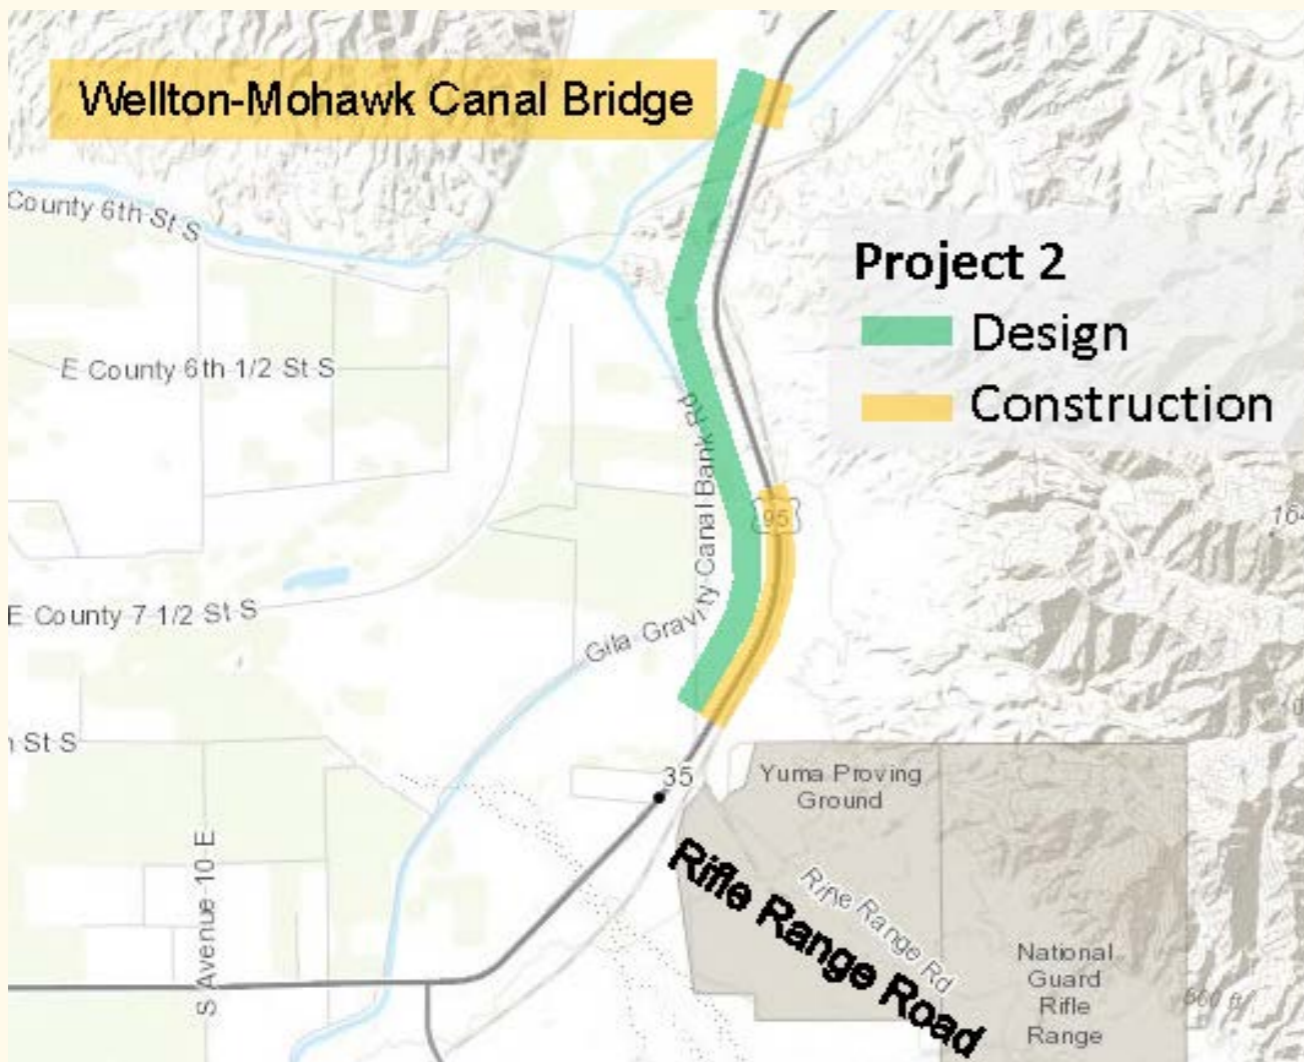 Wellton-Mohawk Canal Bridge
County 6th St S
Project 2
Design
Construction
E County 6th 1/2 St S
Gila Gravity Canal Bank Rd
95
E County 7 1/2 St S
St S
35
Yuma Proving
Ground
S Avenue 10 E
Rifle Range Road
Rifle Range Rd
National
Guard
Rifle
Range